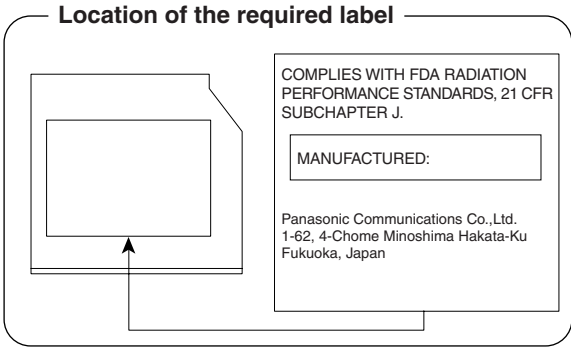 Location of the required label
COMPLIES WITH FDA RADIATION
PERFORMANCE STANDARDS, 21 CFR
SUBCHAPTER J.
MANUFACTURED:
Panasonic Communications Co.,Ltd.
1-62, 4-Chome Minoshima Hakata-Ku
Fukuoka, Japan